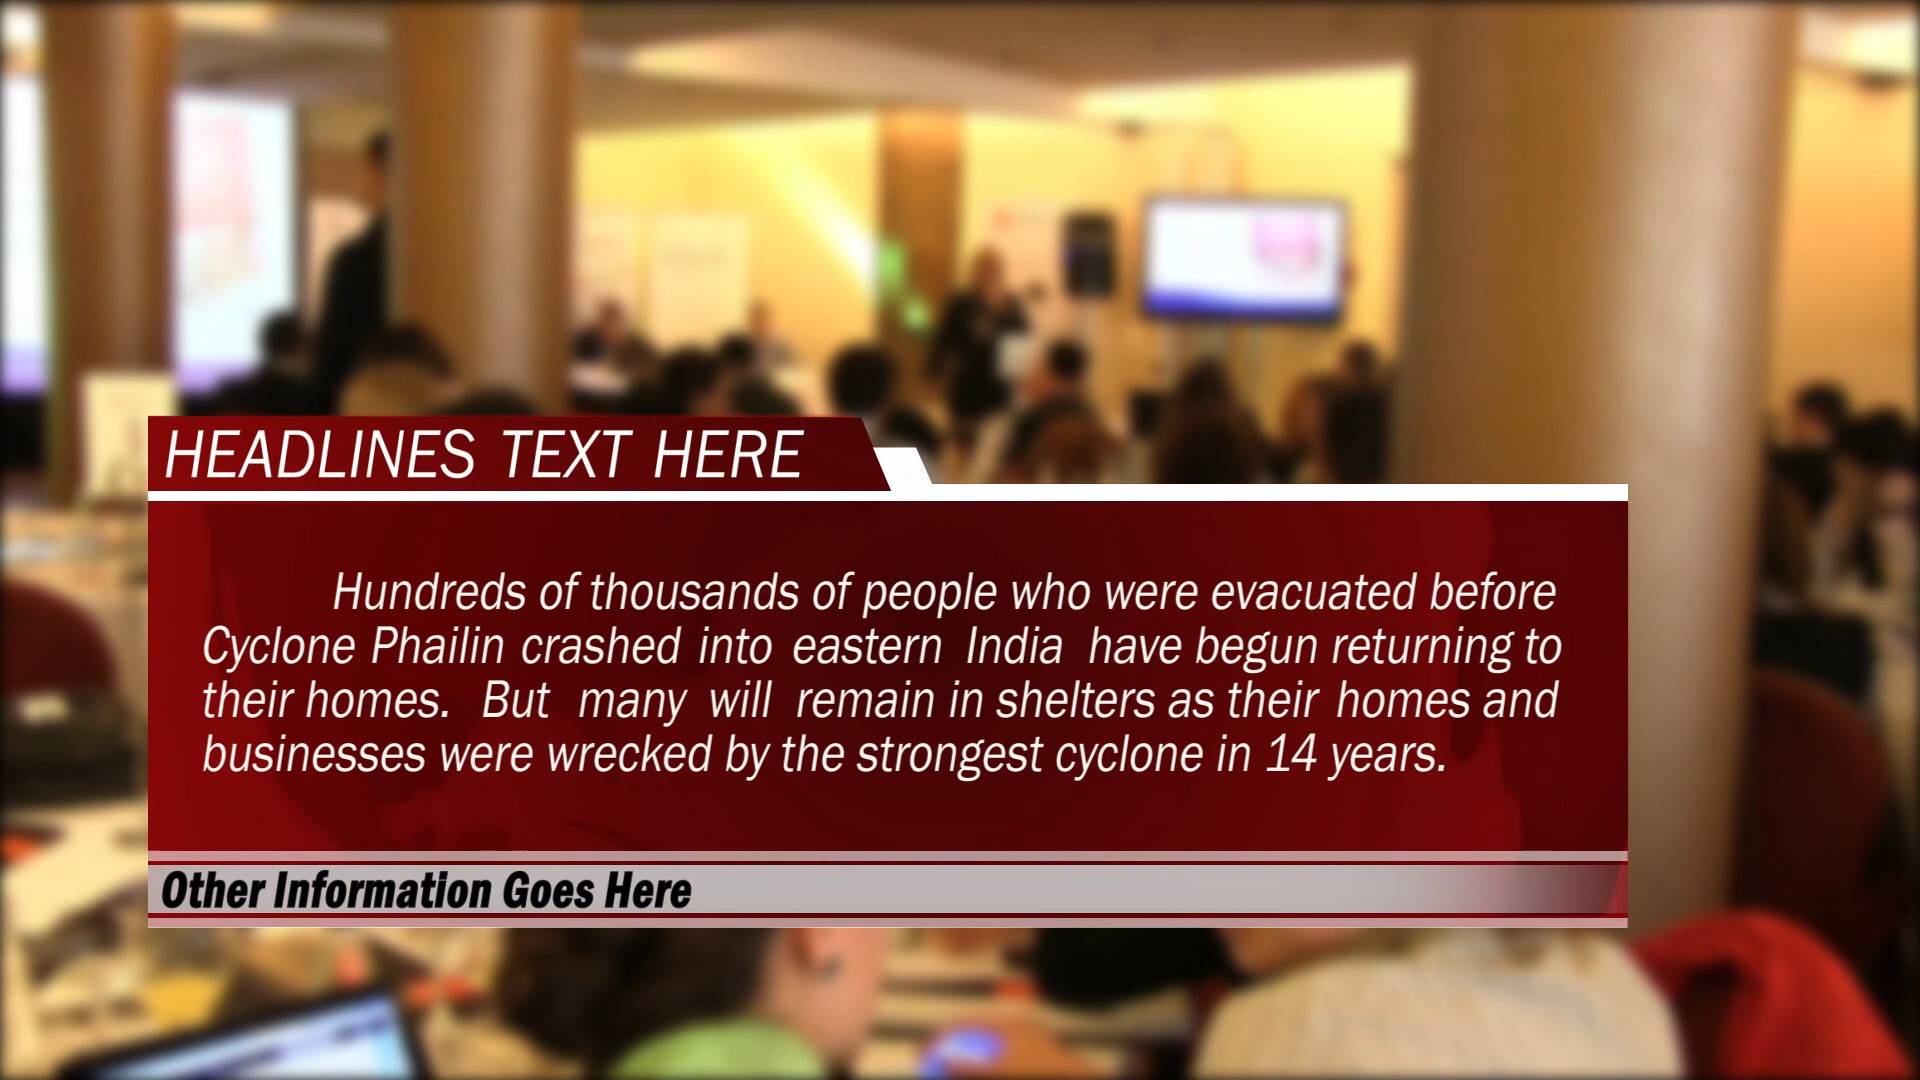 HEADLINES TEXT HERE
Hundreds of thousands of people who were evacuated before
Cyclone Phailin crashed into eastern India have begun returning to
their homes. But many will remain in shelters as their homes and
businesses were wrecked by the strongest cyclone in 14 years.
Other Information Goes Here